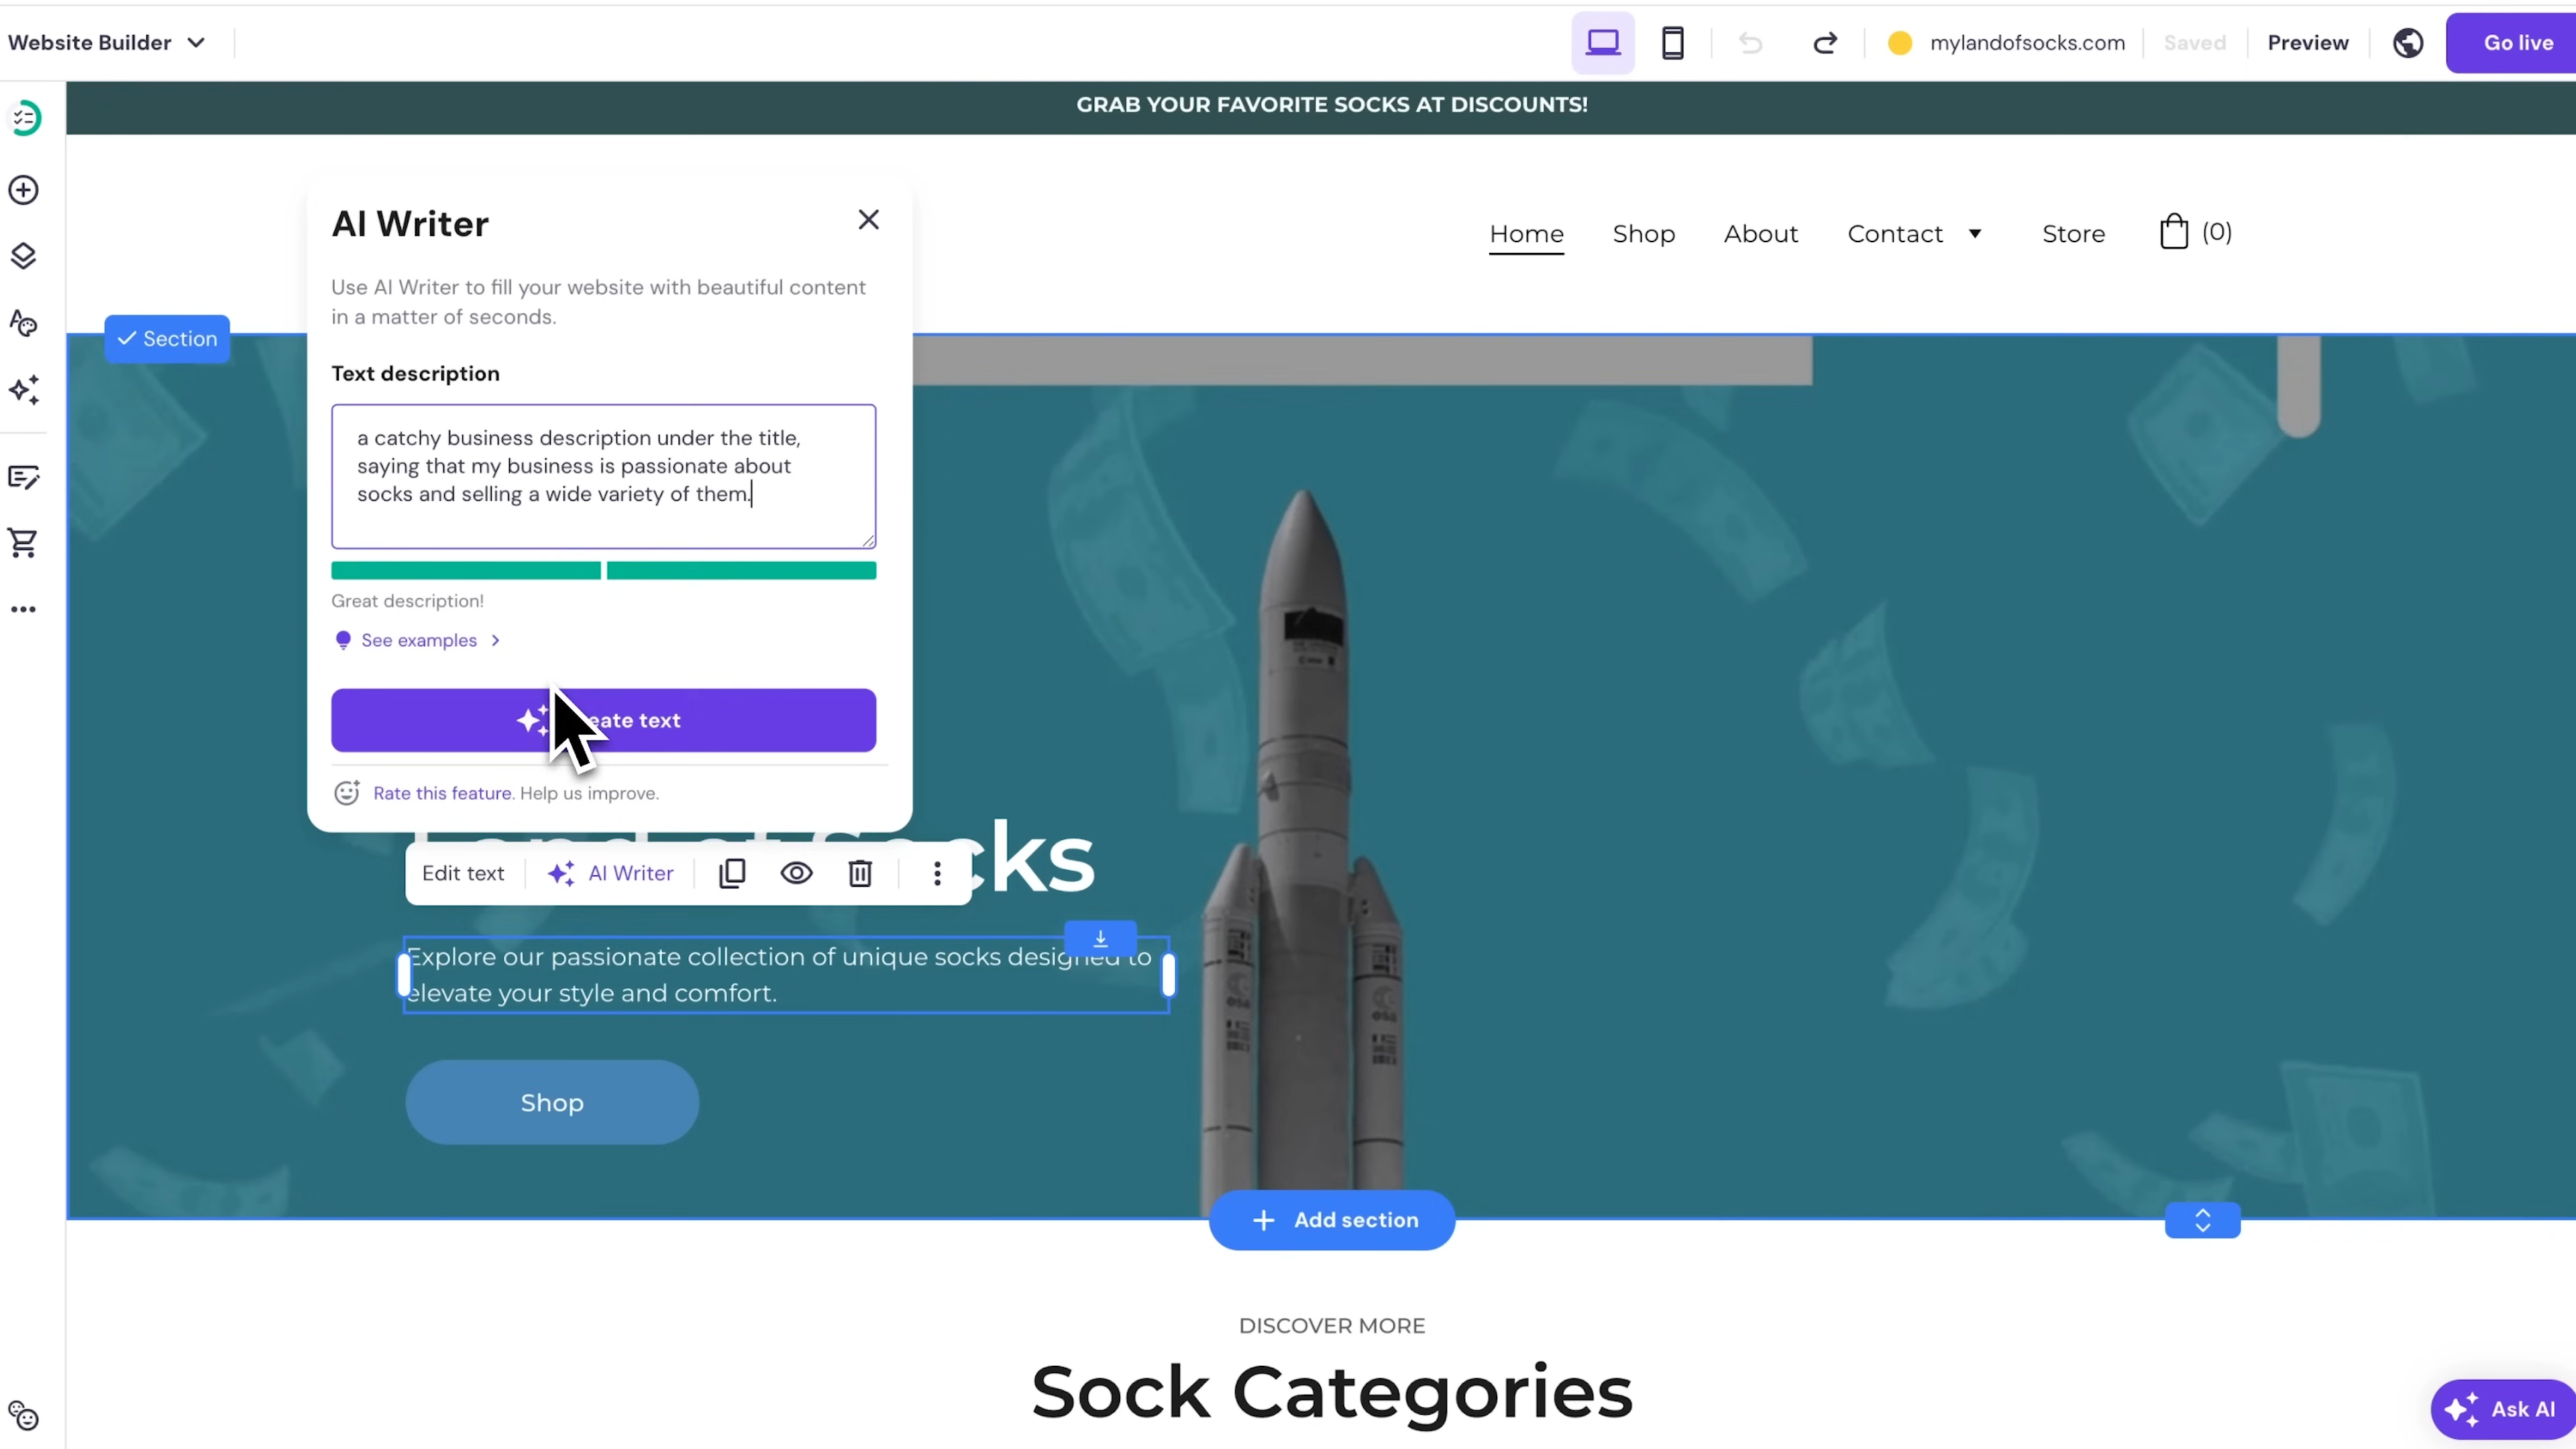 Website Builder
mylandofsocks.com
Saved
Preview
Go live
GRAB YOUR FAVORITE SOCKS AT DISCOUNTS!
Home
Shop
About
Contact
Store
(0)
Section
AI Writer
Use AI Writer to fill your website with beautiful content
in a matter of seconds.
Text description
a catchy business description under the title,
saying that my business is passionate about
socks and selling a wide variety of them.
Great description!
See examples
text
Rate this feature. Help us improve.
Edit text
AI Writer
Explore our passionate collection of unique socks designed to
elevate your style and comfort.
Shop
Add section
DISCOVER MORE
Sock Categories
Ask AI